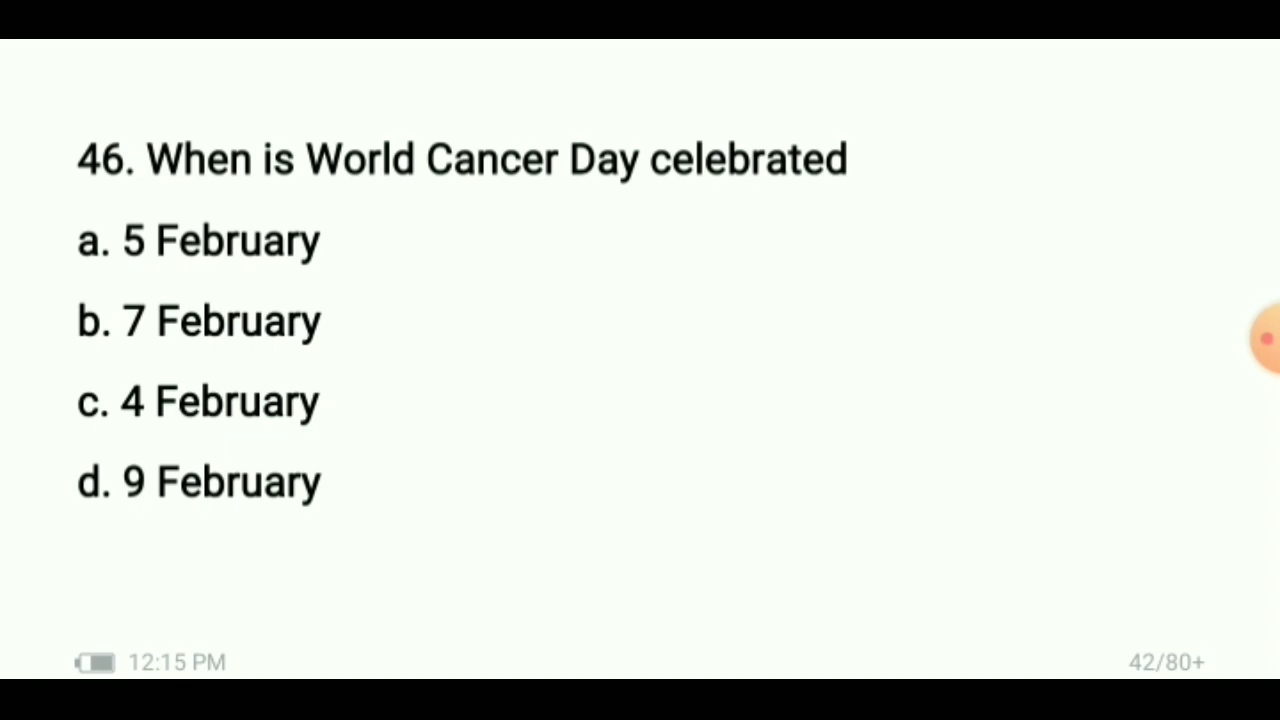 46. When is World Cancer Day celebrated
a. 5 February
b. 7 February
c. 4 February
d. 9 February
12:15 PM
42/80+